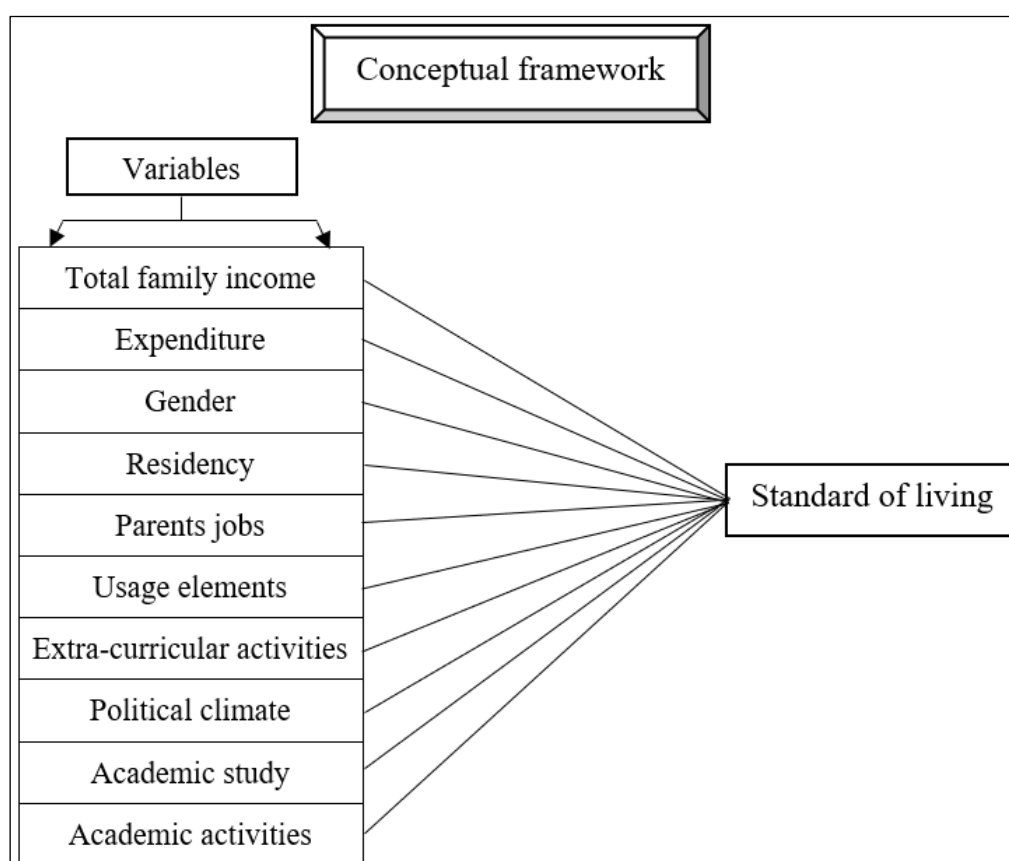 Conceptual framework
Variables
Total family income
Expenditure
Gender
Residency
Parents jobs
Usage elements
Extra-curricular activities
Political climate
Academic study
Academic activities
Standard of living